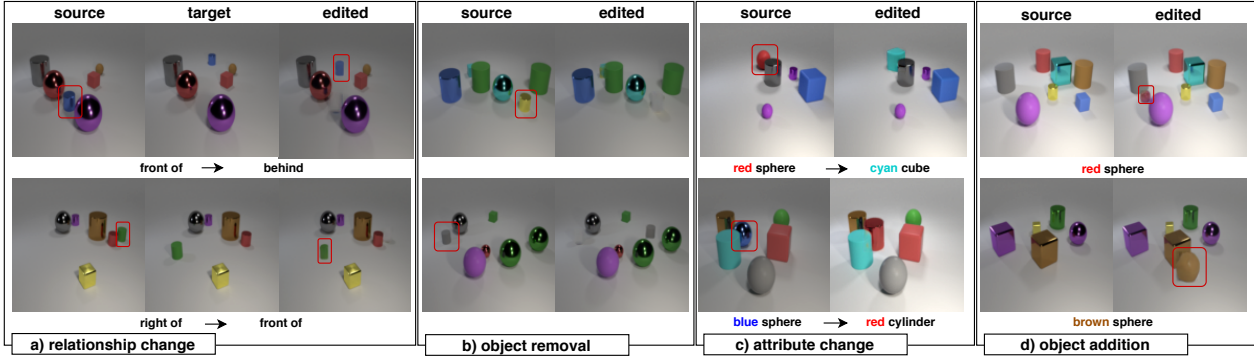 source target edited
front of → behind
right of → front of
a) relationship change
source edited
b) object removal
source edited
red sphere → cyan cube
blue sphere → red cylinder
c) attribute change
source edited
red sphere
brown sphere
d) object addition